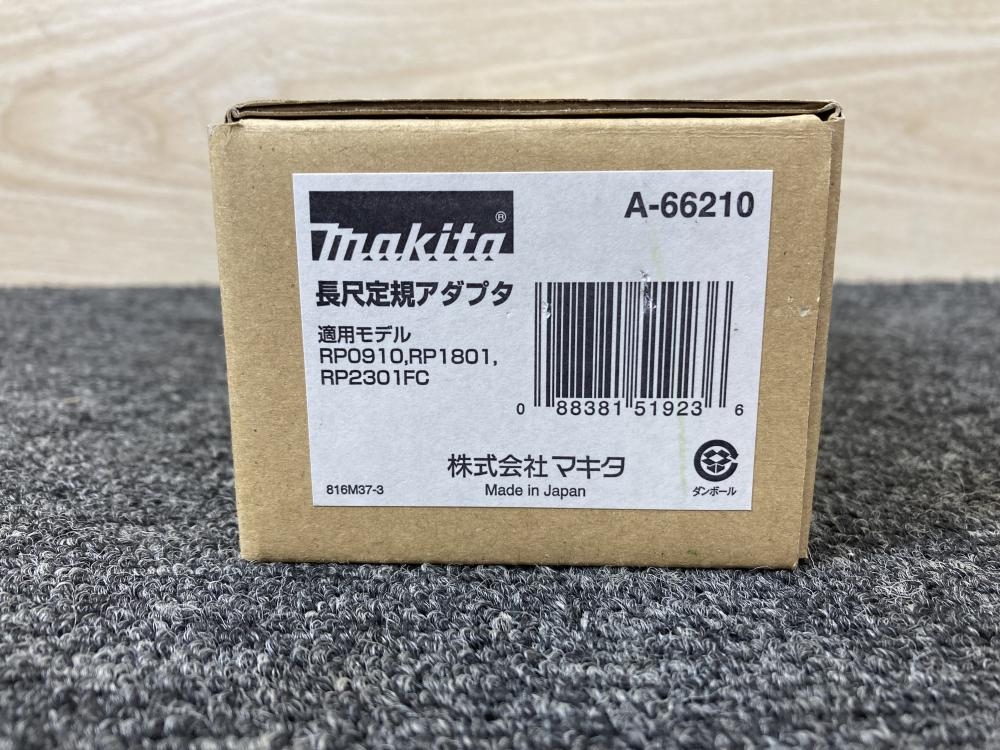 makita®
A-66210
長尺定規アダプタ
適用モデル
RP0910,RP1801,
RP2301FC
0 88381 51923 6
株式会社マキタ
Made in Japan
816M37-3
ダンボール